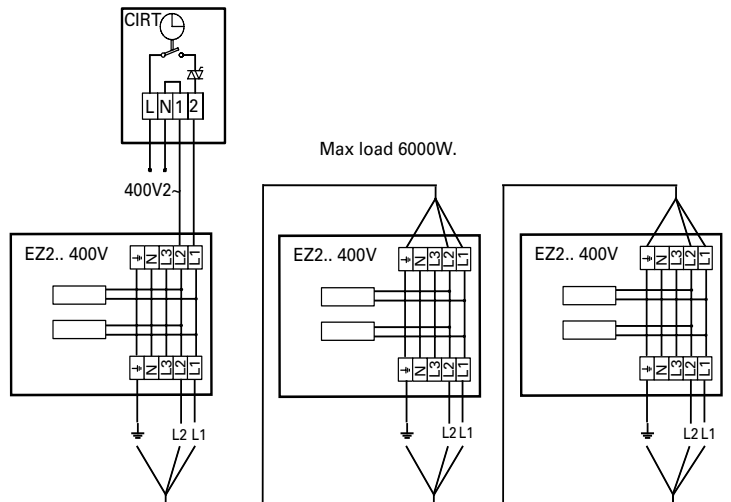 CIRT
L N 1 2
Max load 6000W.
400V2~
EZ2.. 400V
N L3 L2 L1
N L3 L2 L1
L2 L1
EZ2.. 400V
N L3 L2 L1
N L3 L2 L1
L2 L1
EZ2.. 400V
N L3 L2 L1
N L3 L2 L1
L2 L1